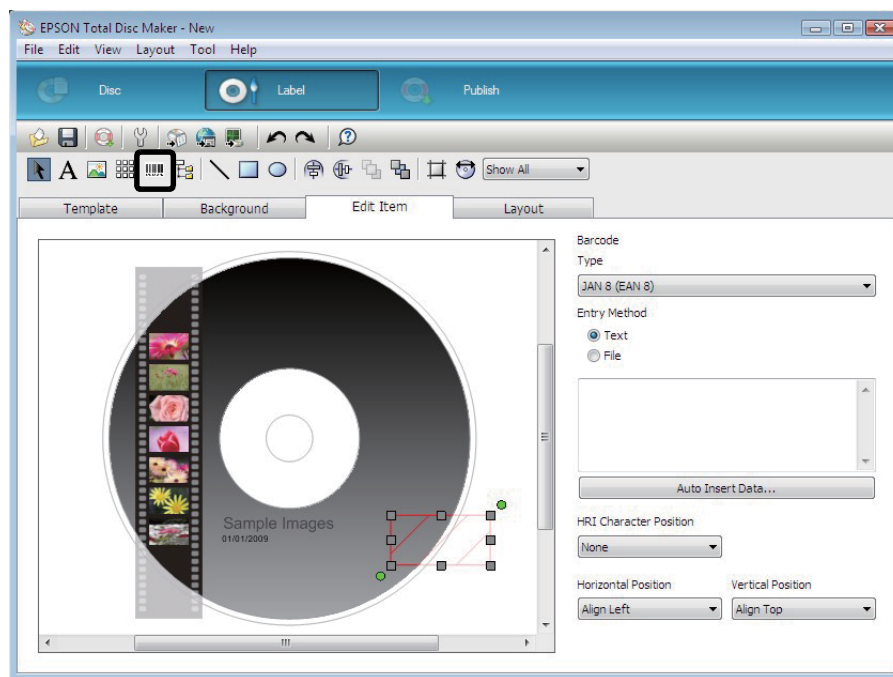 EPSON Total Disc Maker - New
File Edit View Layout Tool Help
Disc Label Publish
A Show All
Template Background Edit Item Layout
Barcode
Type
JAN 8 (EAN 8)
Entry Method
Text
File
Auto Insert Data...
HRI Character Position
None
Horizontal Position Vertical Position
Align Left Align Top
Sample Images
01/01/2009